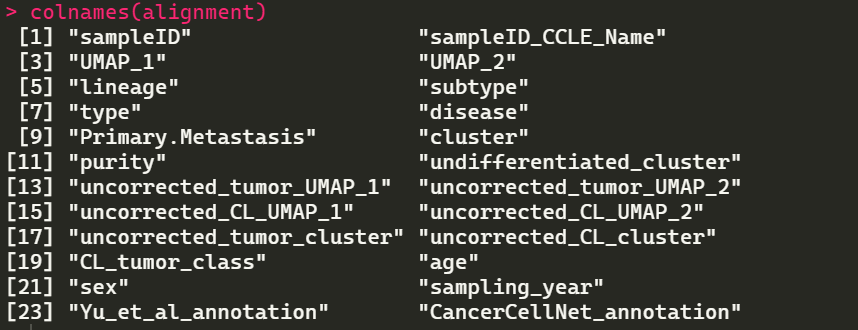 > colnames(alignment)
[1] "sampleID" "sampleID_CCLE_Name"
[3] "UMAP_1" "UMAP_2"
[5] "lineage" "subtype"
[7] "type" "disease"
[9] "Primary.Metastasis" "cluster"
[11] "purity" "undifferentiated_cluster"
[13] "uncorrected_tumor_UMAP_1" "uncorrected_tumor_UMAP_2"
[15] "uncorrected_CL_UMAP_1" "uncorrected_CL_UMAP_2"
[17] "uncorrected_tumor_cluster" "uncorrected_CL_cluster"
[19] "CL_tumor_class" "age"
[21] "sex" "sampling_year"
[23] "Yu_et_al_annotation" "CancerCellNet_annotation"